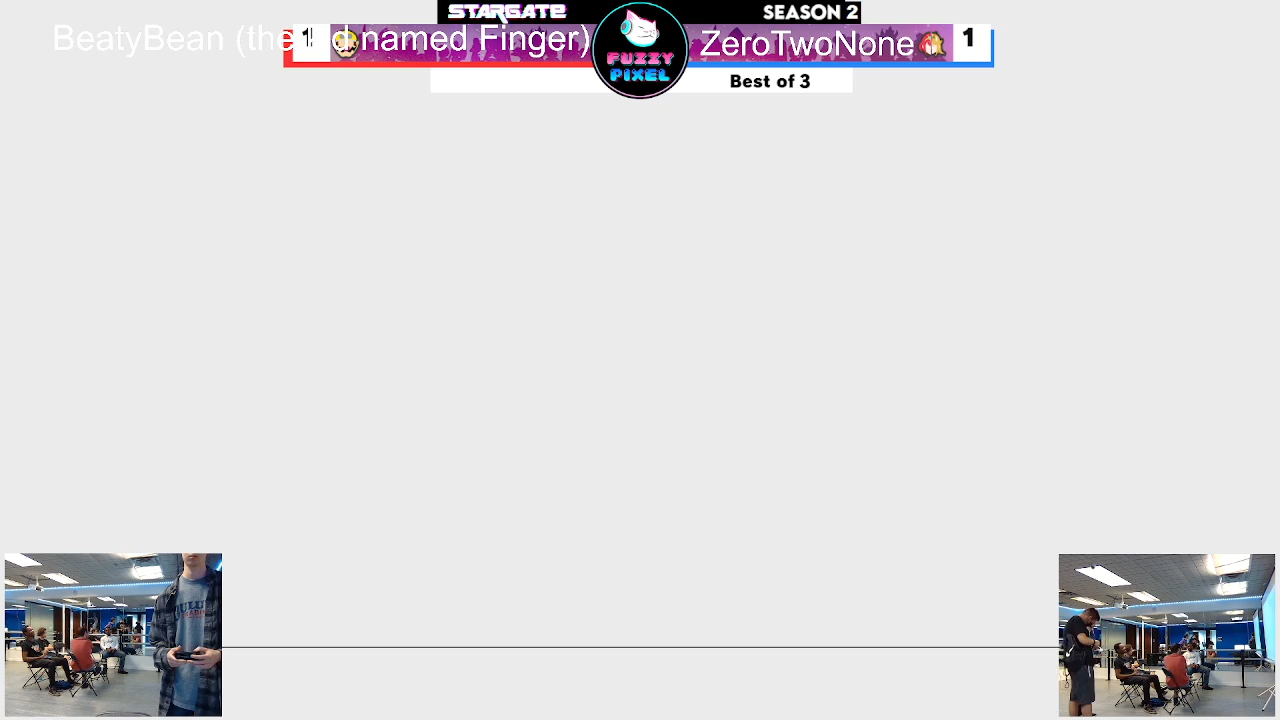 STARGATE SEASON 2
BeatyBean (the named Finger) 1
ZeroTwoNone 1
FUZZY
PIXEL
Best of 3